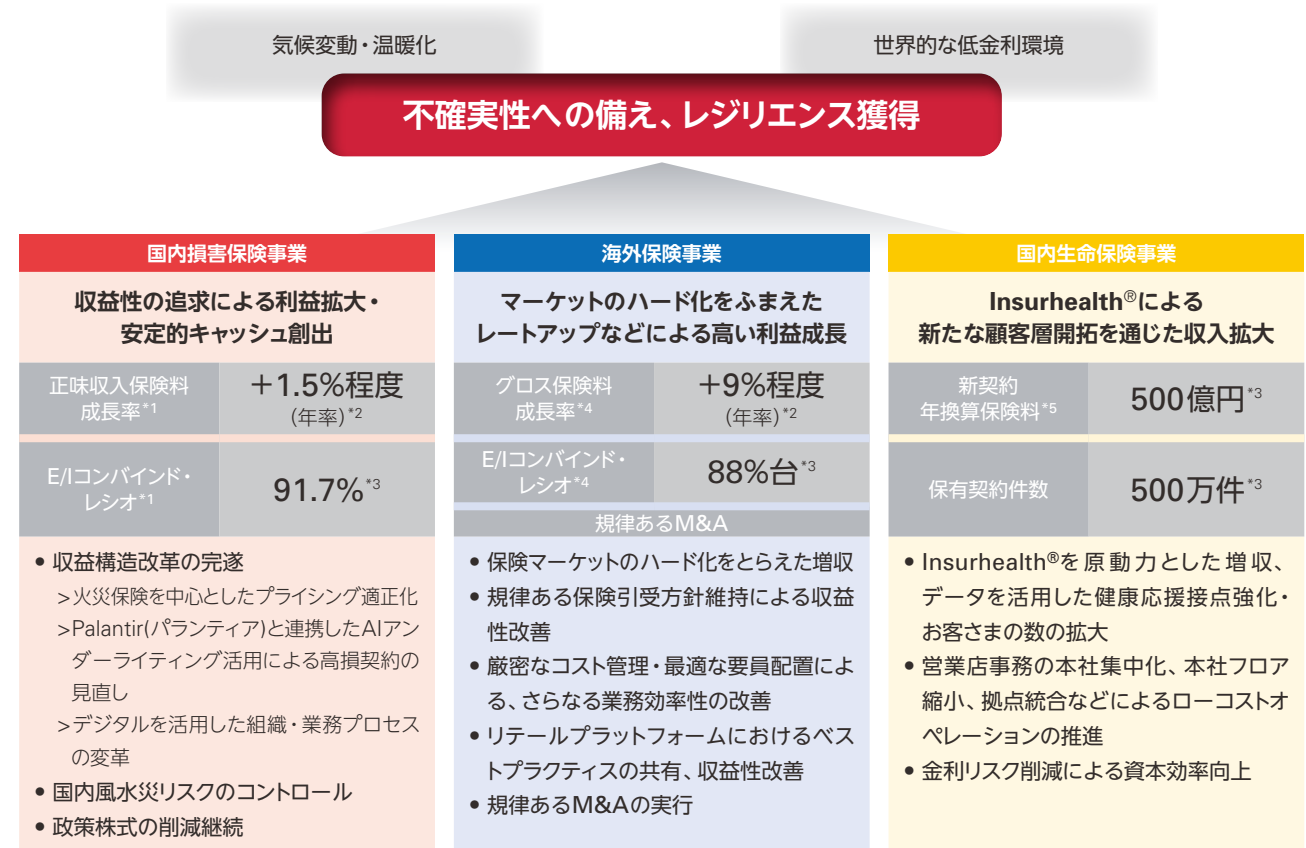 気候変動・温暖化
世界的な低金利環境
不確実性への備え、レジリエンス獲得
国内損害保険事業
収益性の追求による利益拡大・
安定的キャッシュ創出
正味収入保険料
成長率*1
＋1.5%程度
（年率）*2
E/Iコンバインド・
レシオ*1
91.7%*3
• 収益構造改革の完遂
>火災保険を中心としたプライシング適正化
>Palantir(パランティア)と連携したAIアン
ダーライティング活用による高損契約の
見直し
>デジタルを活用した組織・業務プロセス
の変革
• 国内風水災リスクのコントロール
• 政策株式の削減継続
海外保険事業
マーケットのハード化をふまえた
レートアップなどによる高い利益成長
グロス保険料
成長率*4
＋9%程度
（年率）*2
E/Iコンバインド・
レシオ*4
88%台*3
規律あるM&A
• 保険マーケットのハード化をとらえた増収
• 規律ある保険引受方針維持による収益
性改善
• 厳密なコスト管理・最適な要員配置によ
る、さらなる業務効率性の改善
• リテールプラットフォームにおけるベス
トプラクティスの共有、収益性改善
• 規律あるM&Aの実行
国内生命保険事業
Insurhealth®による
新たな顧客層開拓を通じた収入拡大
新契約
年換算保険料*5
500億円*3
保有契約件数
500万件*3
• Insurhealth®を原動力とした増収、
データを活用した健康応援接点強化・
お客さまの数の拡大
• 営業店事務の本社集中化、本社フロア
縮小、拠点統合などによるローコストオ
ペレーションの推進
• 金利リスク削減による資本効率向上